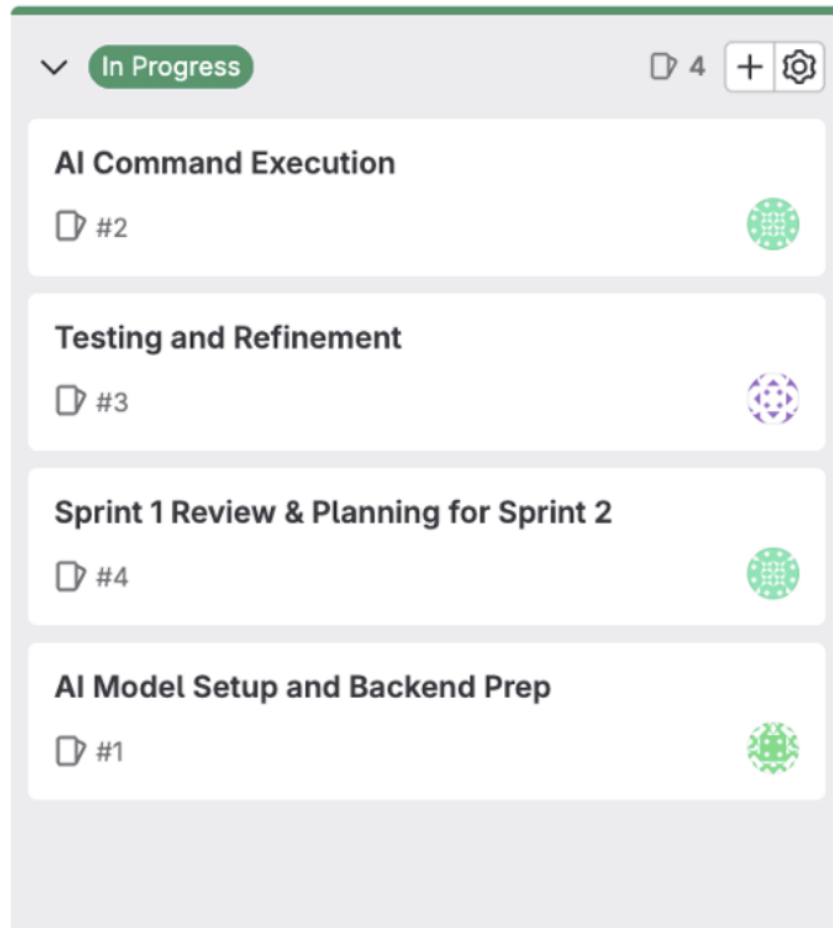 In Progress 4
AI Command Execution
#2
Testing and Refinement
#3
Sprint 1 Review & Planning for Sprint 2
#4
AI Model Setup and Backend Prep
#1